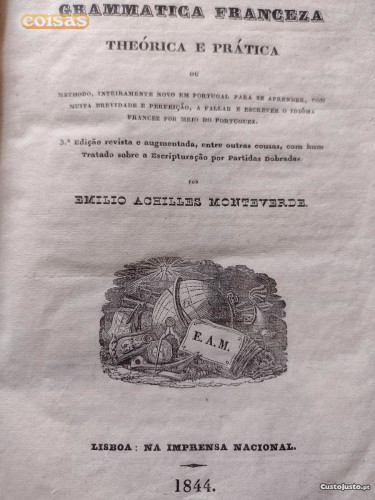 coisas
GRAMMATICA FRANCEZA
THEÓRICA E PRÁTICA
OU
METHODO, INTEIRAMENTE NOVO EM PORTUGAL PARA SE APRENDER, COM
MUITA BREVIDADE E PERFEIÇÃO, A FALLAR E ESCREVER O IDIÔMA
FRANCEZ POR MEIO DO PORTUGUEZ.
3.ª Edição revista e augmentada, entre outras cousas, com hum
Tratado sobre a Escripturação por Partidas Dobradas.
POR
EMILIO ACHILLES MONTEVERDE.
E. A. M.
LISBOA: NA IMPRENSA NACIONAL.
1844.
CustoJusto.pt